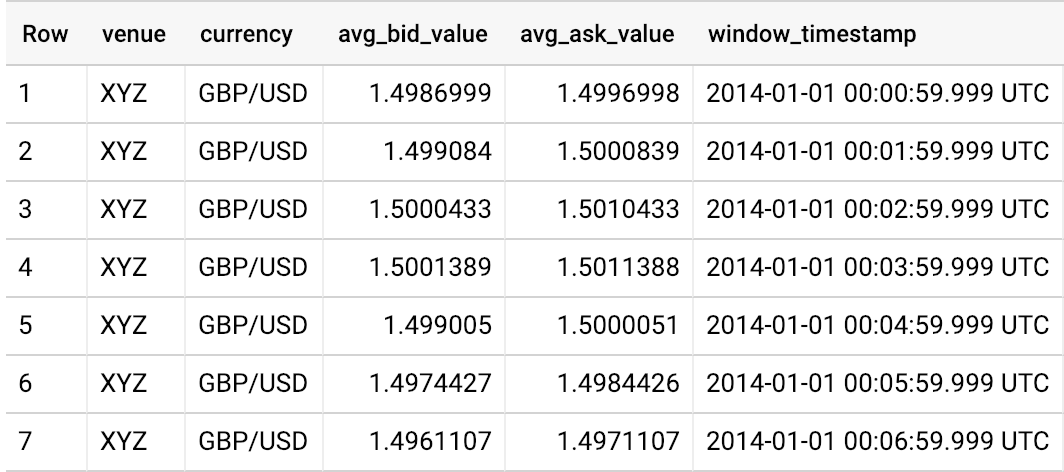 Row venue currency avg_bid_value avg_ask_value window_timestamp
1 XYZ GBP/USD 1.4986999 1.4996998 2014-01-01 00:00:59.999 UTC
2 XYZ GBP/USD 1.499084 1.5000839 2014-01-01 00:01:59.999 UTC
3 XYZ GBP/USD 1.5000433 1.5010433 2014-01-01 00:02:59.999 UTC
4 XYZ GBP/USD 1.5001389 1.5011388 2014-01-01 00:03:59.999 UTC
5 XYZ GBP/USD 1.499005 1.5000051 2014-01-01 00:04:59.999 UTC
6 XYZ GBP/USD 1.4974427 1.4984426 2014-01-01 00:05:59.999 UTC
7 XYZ GBP/USD 1.4961107 1.4971107 2014-01-01 00:06:59.999 UTC